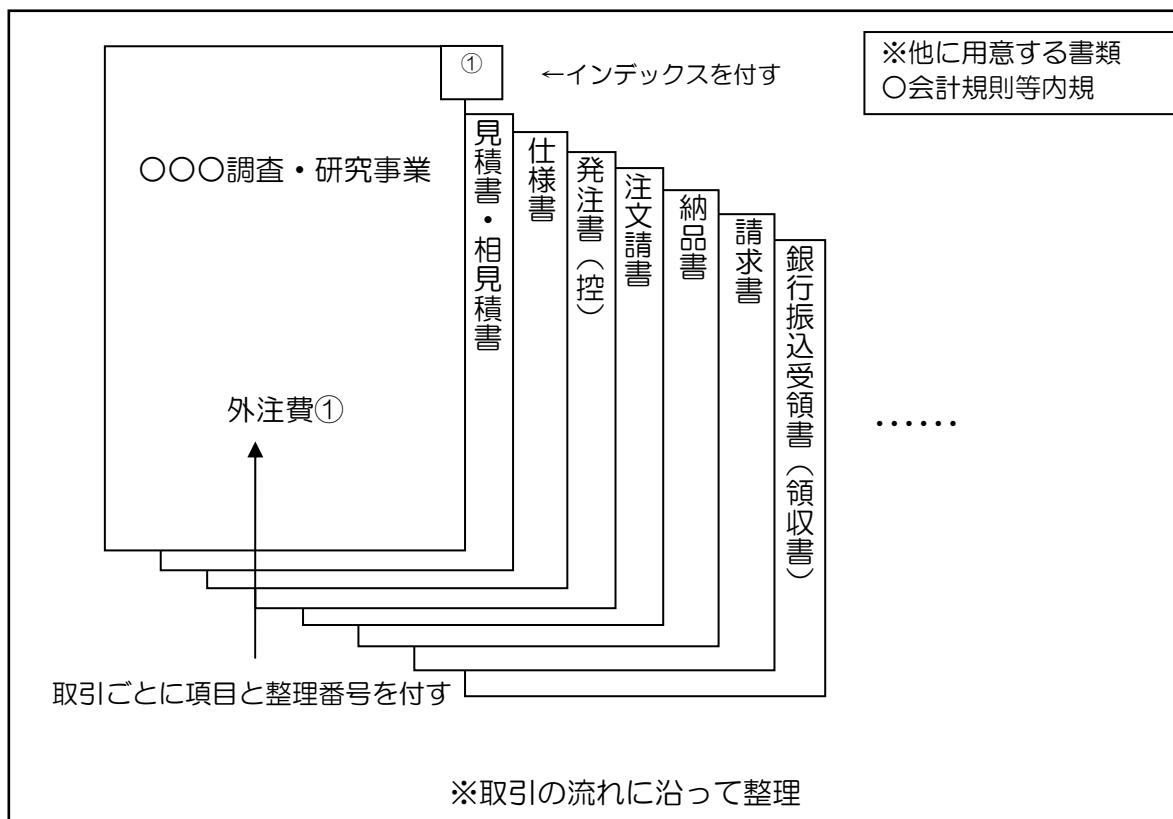 ①
←インデックスを付す
※他に用意する書類
○会計規則等内規
○○○調査・研究事業
外注費①
見積書・相見積書
仕様書
発注書(控)
注文請書
納品書
請求書
銀行振込受領書(領収書)
……
取引ごとに項目と整理番号を付す
※取引の流れに沿って整理